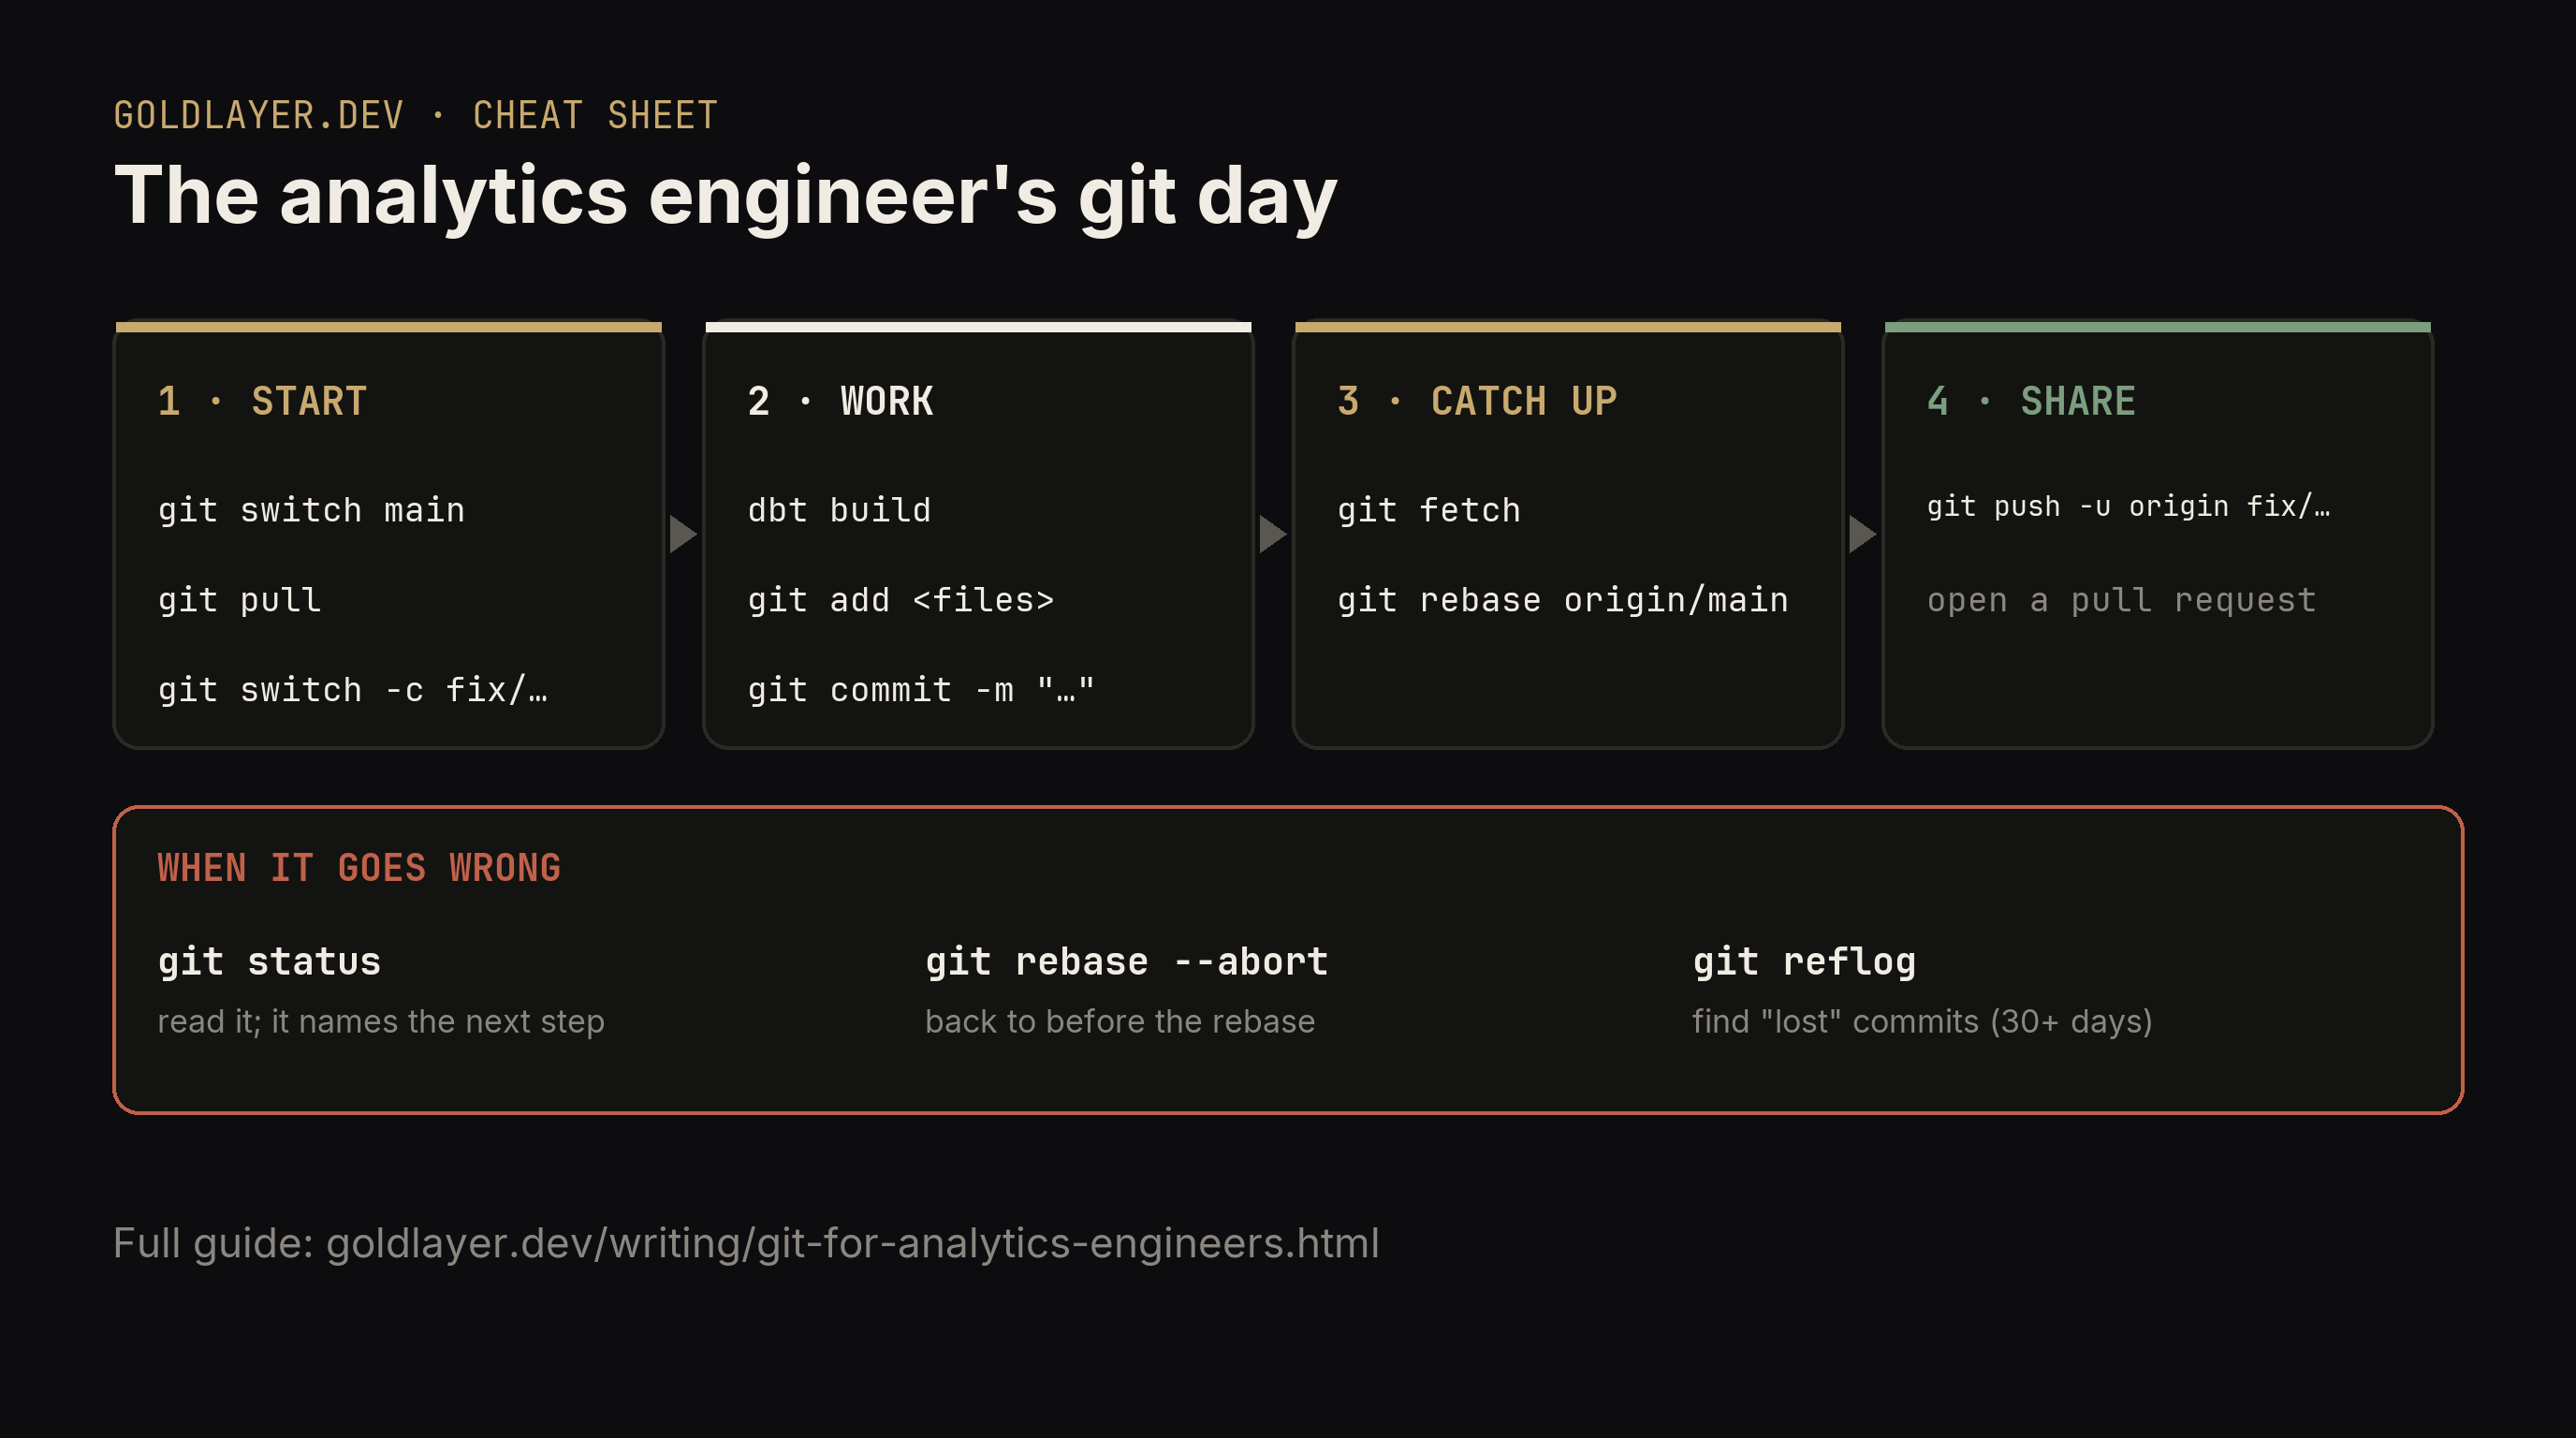 GOLDLAYER.DEV · CHEAT SHEET
The analytics engineer's git day
1 · START
git switch main
git pull
git switch -c fix/…
2 · WORK
dbt build
git add <files>
git commit -m "…"
3 · CATCH UP
git fetch
git rebase origin/main
4 · SHARE
git push -u origin fix/…
open a pull request
WHEN IT GOES WRONG
git status
read it; it names the next step
git rebase --abort
back to before the rebase
git reflog
find "lost" commits (30+ days)
Full guide: goldlayer.dev/writing/git-for-analytics-engineers.html